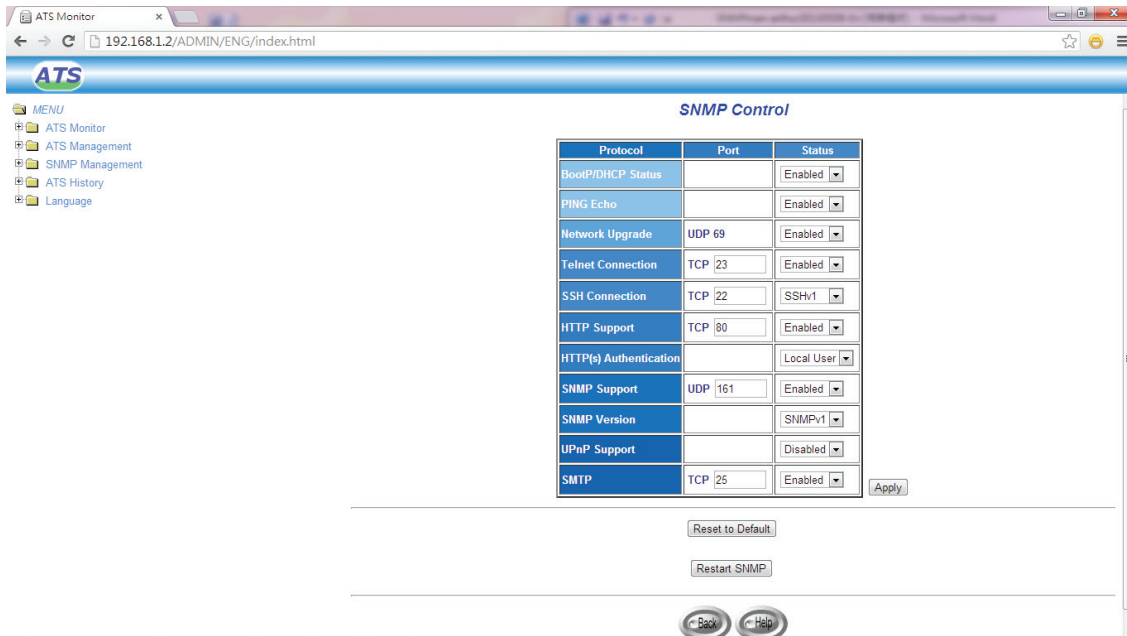 ATS Monitor
192.168.1.2/ADMIN/ENG/index.html
ATS
MENU
ATS Monitor
ATS Management
SNMP Management
ATS History
Language
SNMP Control
Protocol Port Status
BootP/DHCP Status Enabled
PING Echo Enabled
Network Upgrade UDP 69 Enabled
Telnet Connection TCP 23 Enabled
SSH Connection TCP 22 SSHv1
HTTP Support TCP 80 Enabled
HTTP(s) Authentication Local User
SNMP Support UDP 161 Enabled
SNMP Version SNMPv1
UPnP Support Disabled
SMTP TCP 25 Enabled
Apply
Reset to Default
Restart SNMP
Back Help